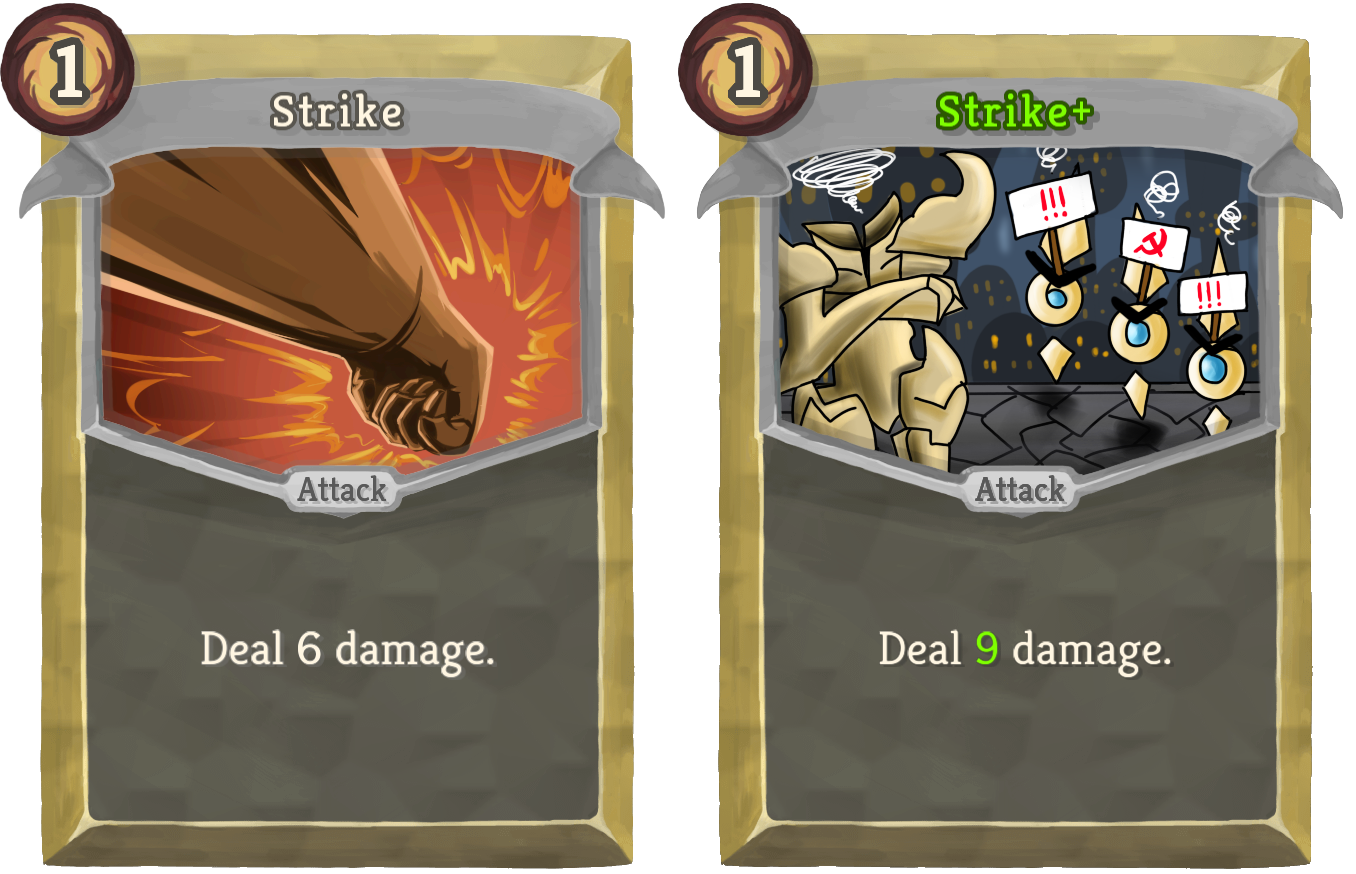 1
Strike
Attack
Deal 6 damage.
1
Strike+
!!!
!!!
Attack
Deal 9 damage.